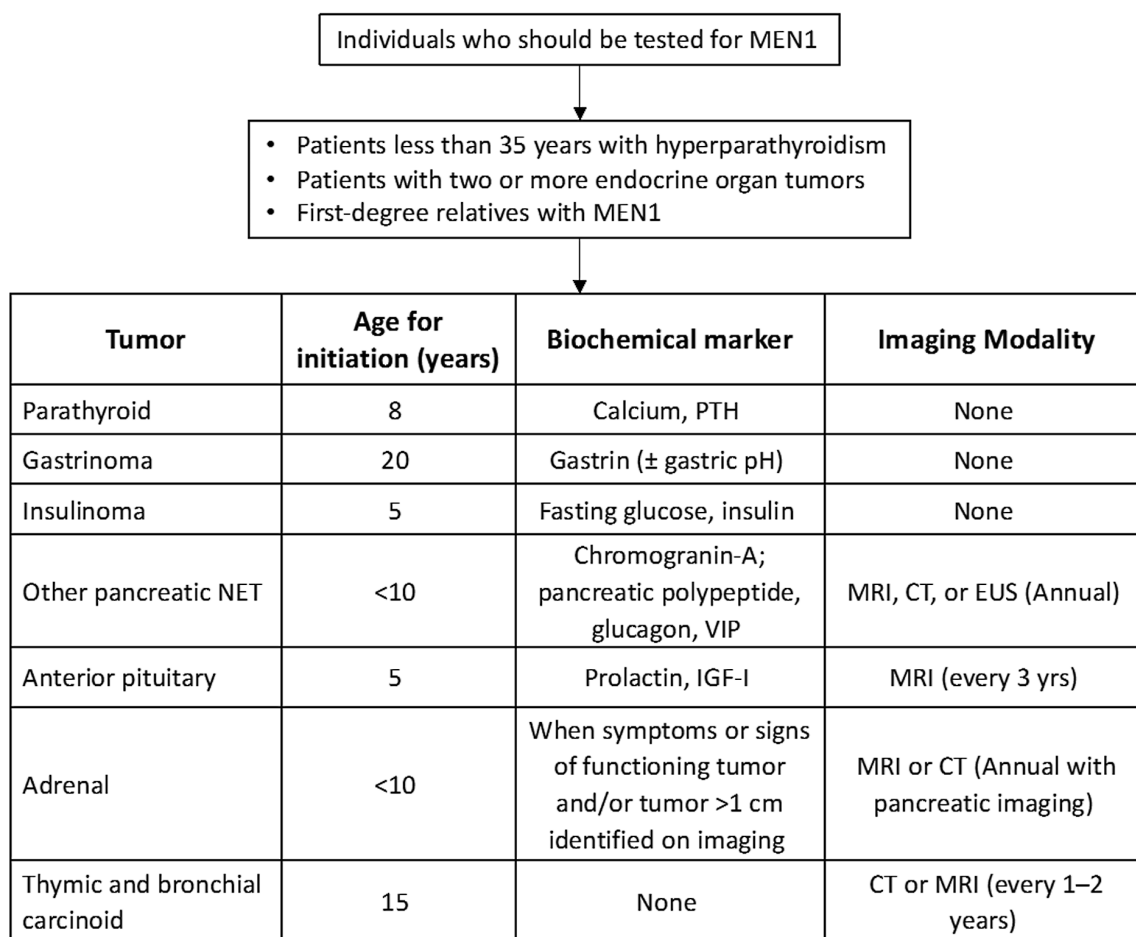 Individuals who should be tested for MEN1
• Patients less than 35 years with hyperparathyroidism
• Patients with two or more endocrine organ tumors
• First-degree relatives with MEN1
Tumor
Age for
initiation (years)
Biochemical marker
Imaging Modality
Parathyroid
8
Calcium, PTH
None
Gastrinoma
20
Gastrin (± gastric pH)
None
Insulinoma
5
Fasting glucose, insulin
None
Other pancreatic NET
<10
Chromogranin-A;
pancreatic polypeptide,
glucagon, VIP
MRI, CT, or EUS (Annual)
Anterior pituitary
5
Prolactin, IGF-I
MRI (every 3 yrs)
Adrenal
<10
When symptoms or signs
of functioning tumor
and/or tumor >1 cm
identified on imaging
MRI or CT (Annual with
pancreatic imaging)
Thymic and bronchial
carcinoid
15
None
CT or MRI (every 1–2
years)